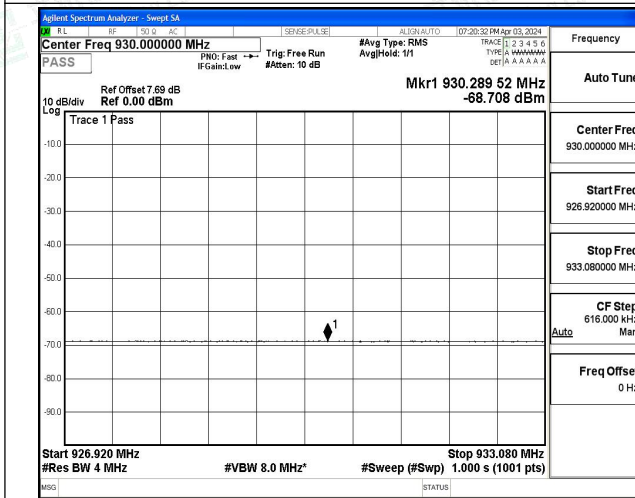 Agilent Spectrum Analyzer - Swept SA
LXI RL RF 50 Ω AC SENSE:PULSE ALIGN AUTO 07:20:32 PM Apr 03, 2024
Center Freq 930.000000 MHz
PASS
PNO: Fast
IFGain:Low
Trig: Free Run
#Atten: 10 dB
#Avg Type: RMS
Avg|Hold: 1/1
TRACE 1 2 3 4 5 6
TYPE A WWWWW
DET A A A A A A
Mkr1 930.289 52 MHz
-68.708 dBm
Ref Offset 7.69 dB
10 dB/div Ref 0.00 dBm
Log
Trace 1 Pass
-10.0
-20.0
-30.0
-40.0
-50.0
-60.0
-70.0
-80.0
-90.0
1
Start 926.920 MHz
Stop 933.080 MHz
#Res BW 4 MHz
#VBW 8.0 MHz*
#Sweep (#Swp) 1.000 s (1001 pts)
MSG
STATUS
Frequency
Auto Tune
Center Freq
930.000000 MHz
Start Freq
926.920000 MHz
Stop Freq
933.080000 MHz
CF Step
616.000 kHz
Auto Man
Freq Offset
0 Hz